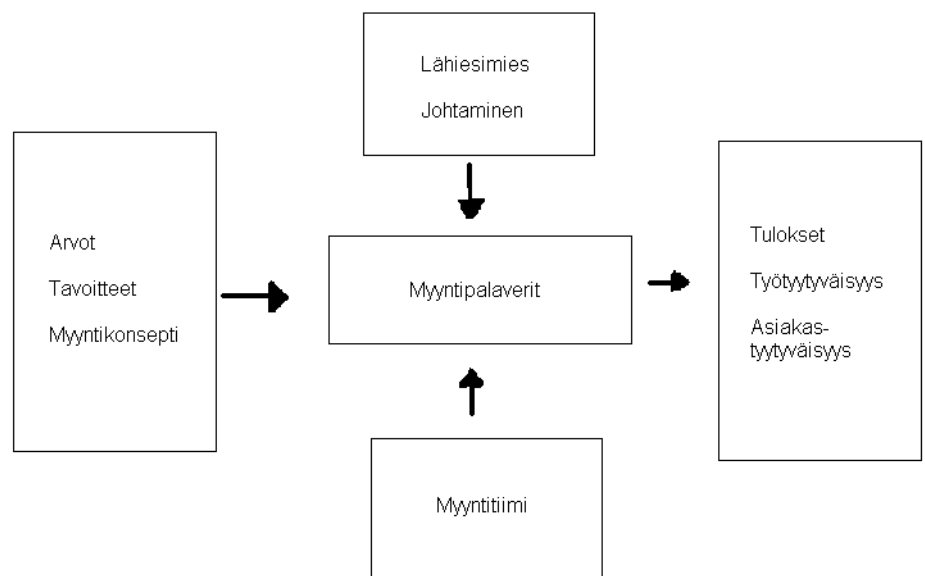 Lähiesimies
Johtaminen
Arvot
Tavoitteet
Myyntikonsepti
Myyntipalaverit
Tulokset
Työtyytyväisyys
Asiakas-
tyytyväisyys
Myyntitiimi